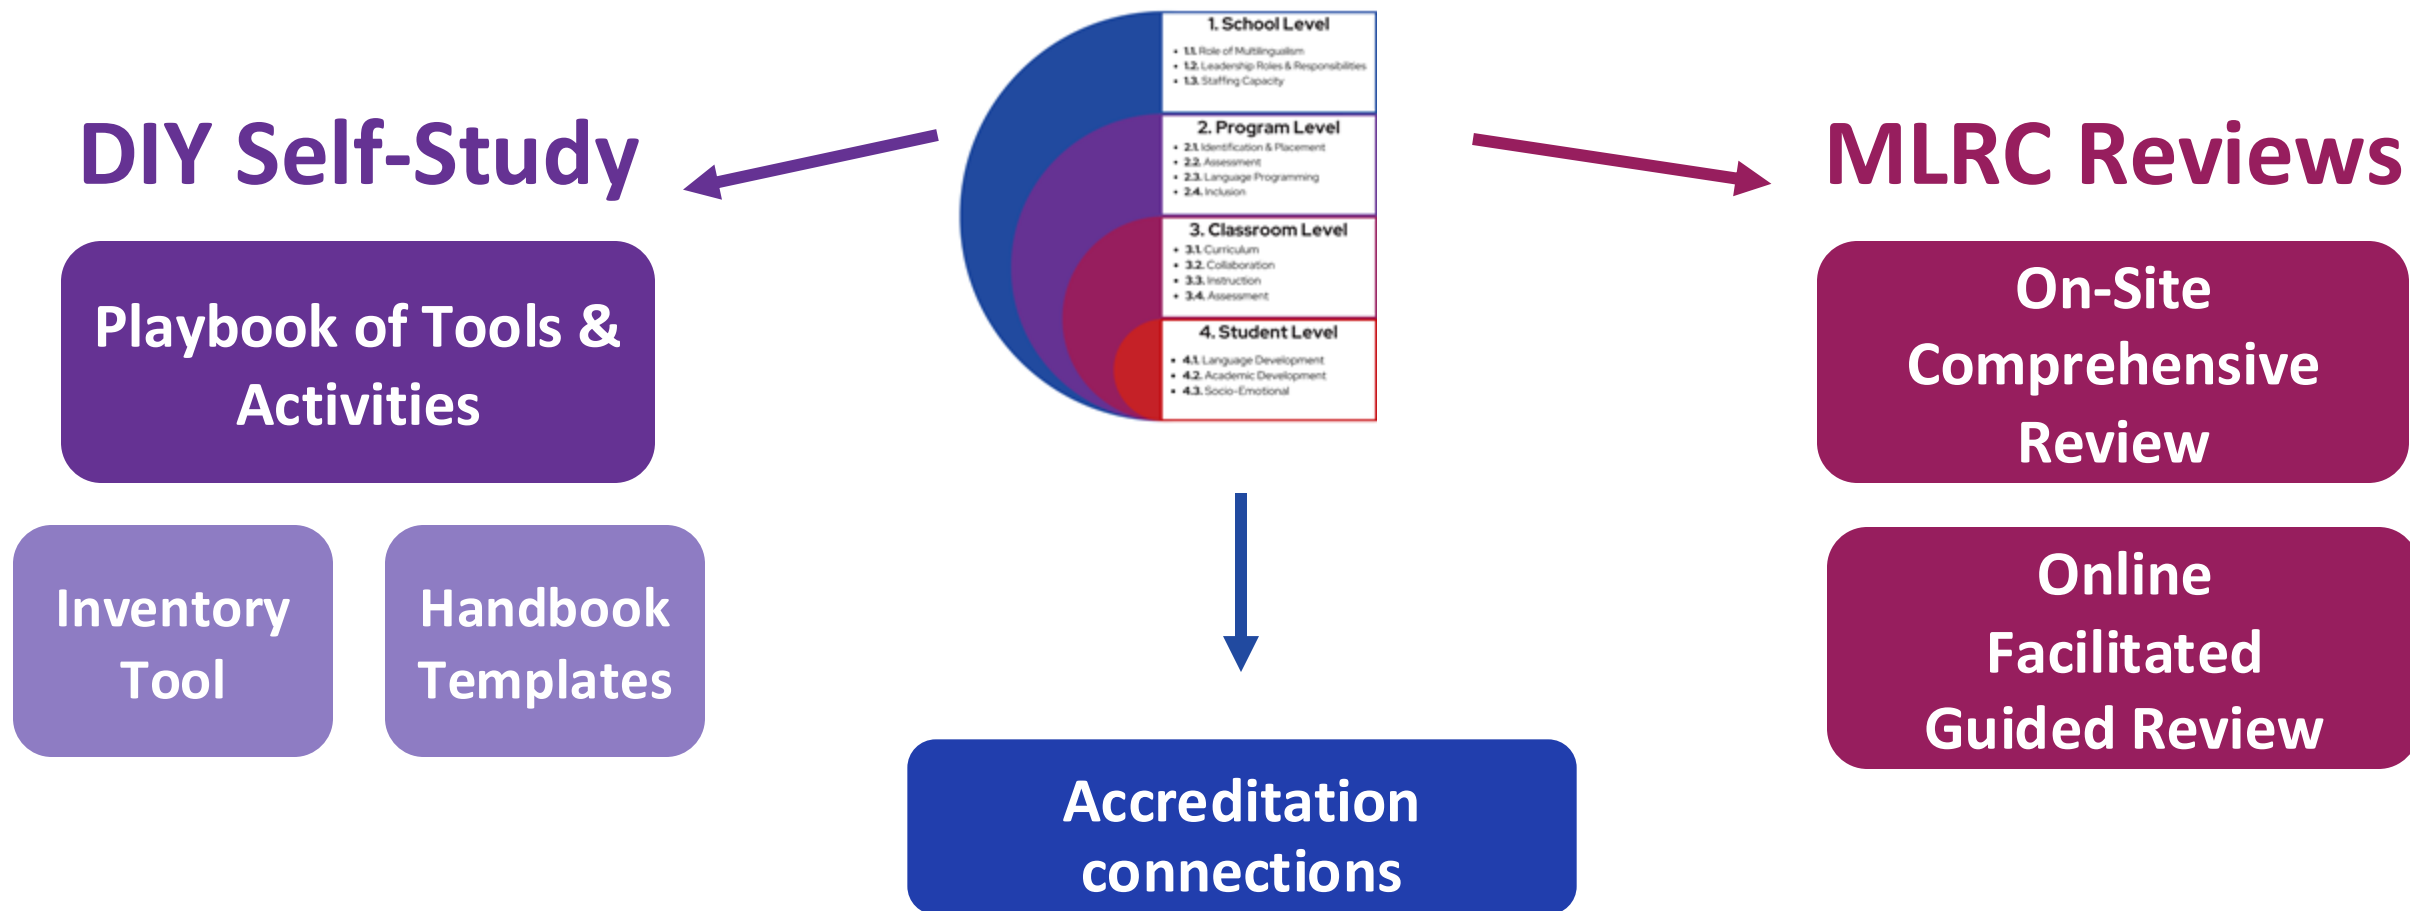 1. School Level
• 1.1. Role of Multilingualism
• 1.2. Leadership Roles & Responsibilities
• 1.3. Staffing Capacity
2. Program Level
• 2.1. Identification & Placement
• 2.2. Assessment
• 2.3. Language Programming
• 2.4. Inclusion
3. Classroom Level
• 3.1. Curriculum
• 3.2. Collaboration
• 3.3. Instruction
• 3.4. Assessment
4. Student Level
• 4.1. Language Development
• 4.2. Academic Development
• 4.3. Socio-Emotional
DIY Self-Study
Playbook of Tools &
Activities
Inventory
Tool
Handbook
Templates
Accreditation
connections
MLRC Reviews
On-Site
Comprehensive
Review
Online
Facilitated
Guided Review